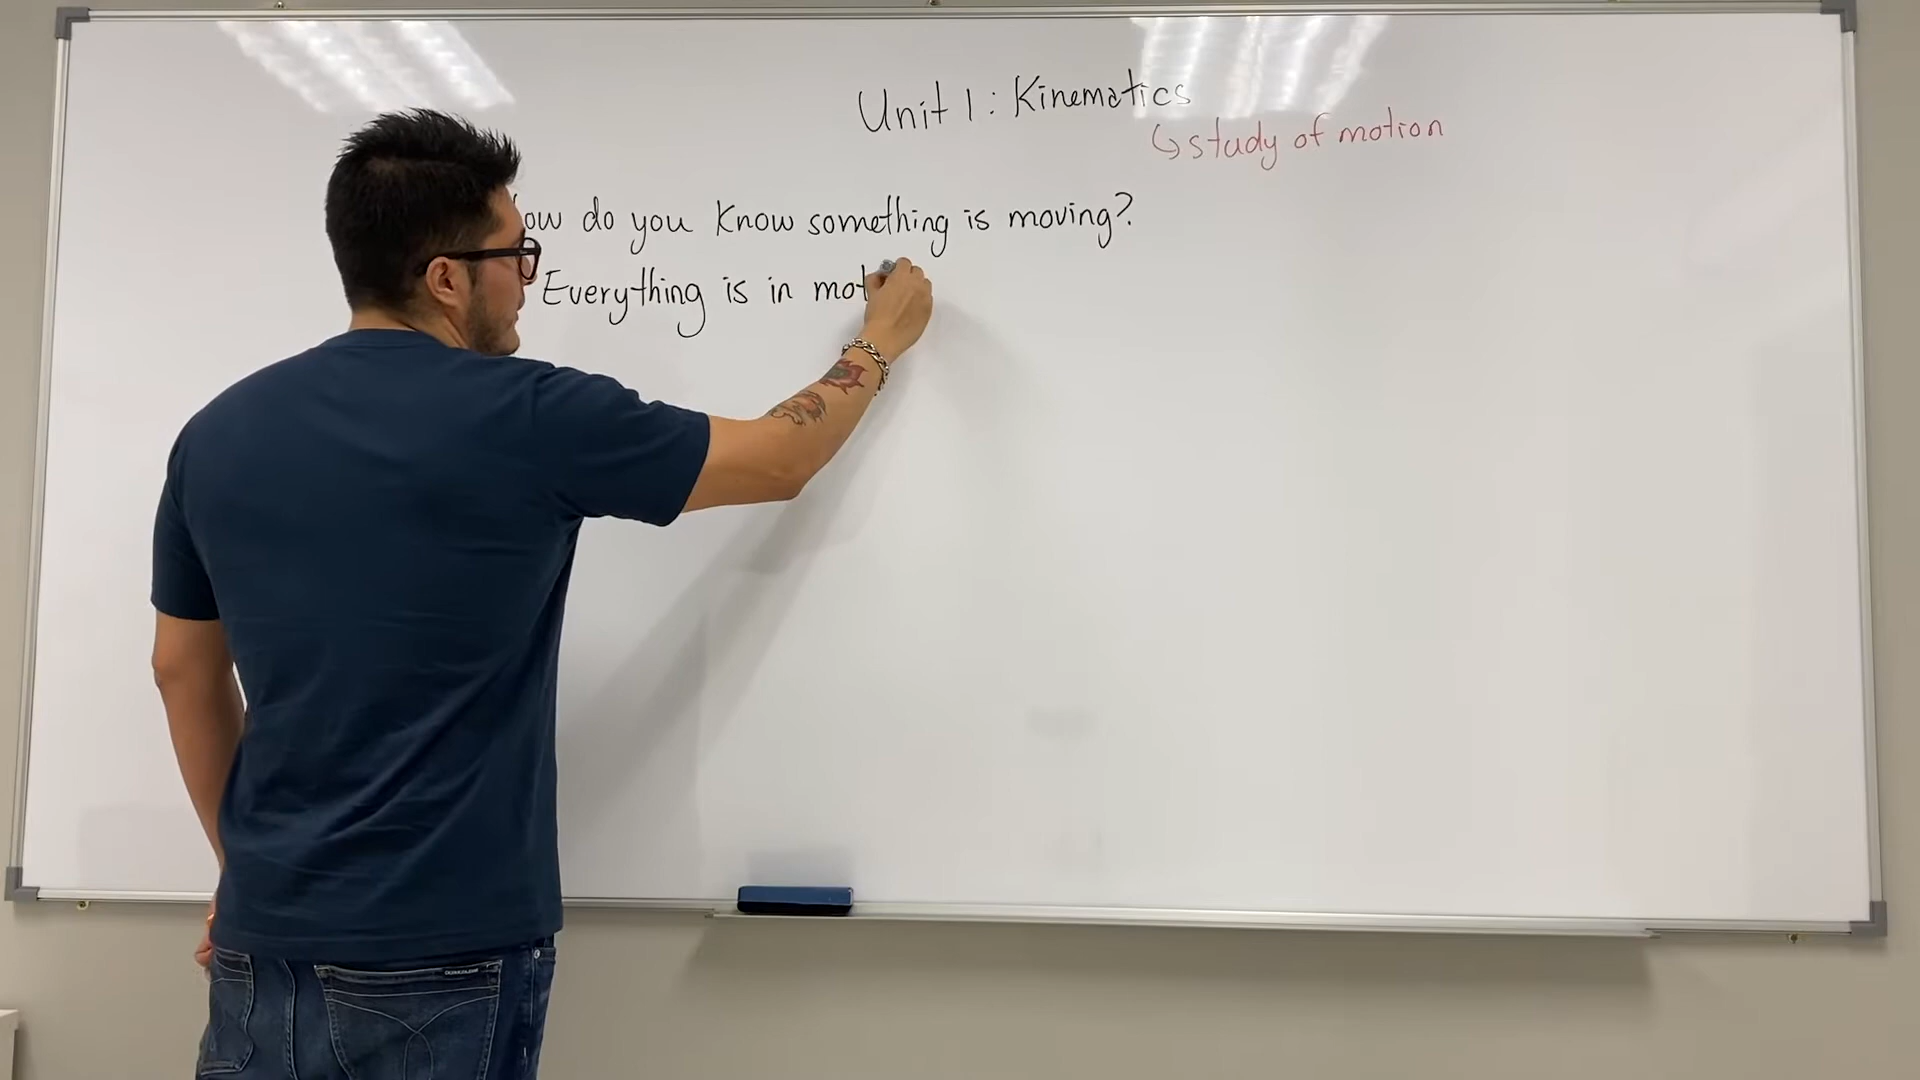 Unit 1: Kinematics
↳ study of motion
ow do you know something is moving?
Everything is in mot